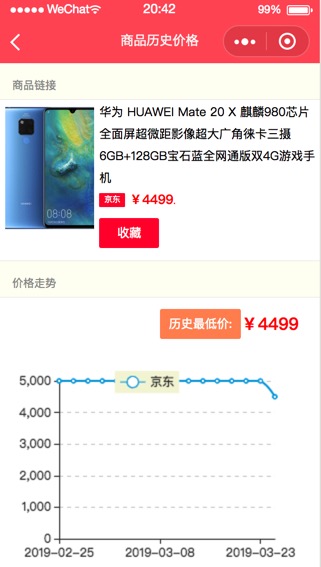 WeChat 20:42 99%
商品历史价格
商品链接
华为 HUAWEI Mate 20 X 麒麟980芯片
全面屏超微距影像超大广角徕卡三摄
6GB+128GB宝石蓝全网通版双4G游戏手
机
京东 ¥ 4499.
08:08
收藏
价格走势
历史最低价: ¥ 4499
京东
5,000
4,000
3,000
2,000
1,000
0
2019-02-25 2019-03-08 2019-03-23